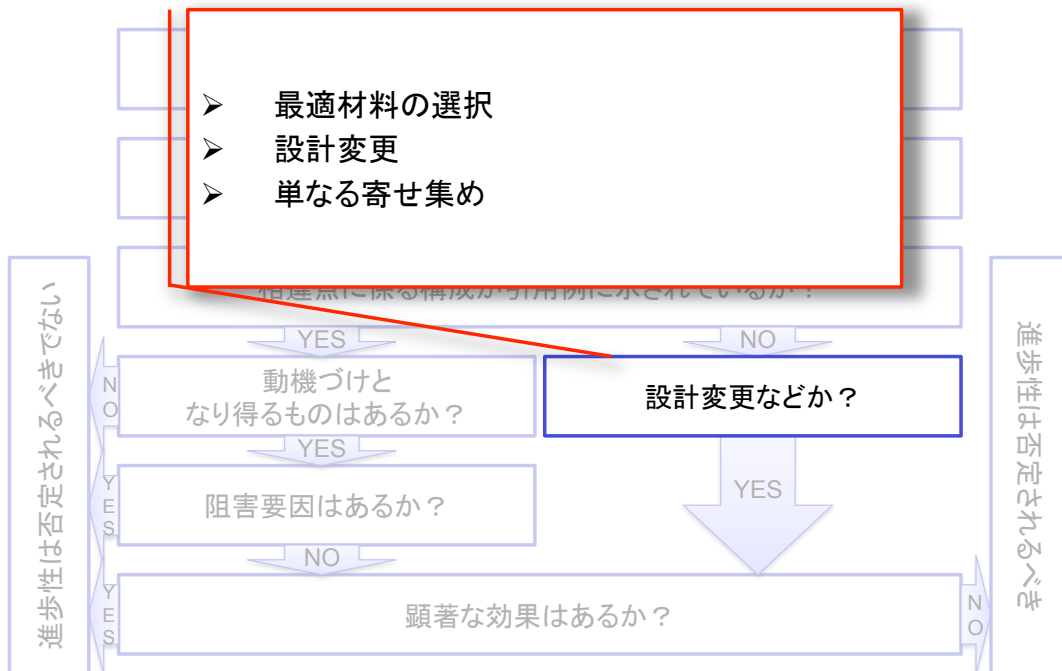 ➢ 最適材料の選択
➢ 設計変更
➢ 単なる寄せ集め
相違点に係る構成が引用例に示されているか？
YES
NO
NO
動機づけと
なり得るものはあるか？
設計変更などか？
YES
YES
YES
阻害要因はあるか？
NO
YES
顕著な効果はあるか？
NO
進歩性は否定されるべきでない
進歩性は否定されるべき